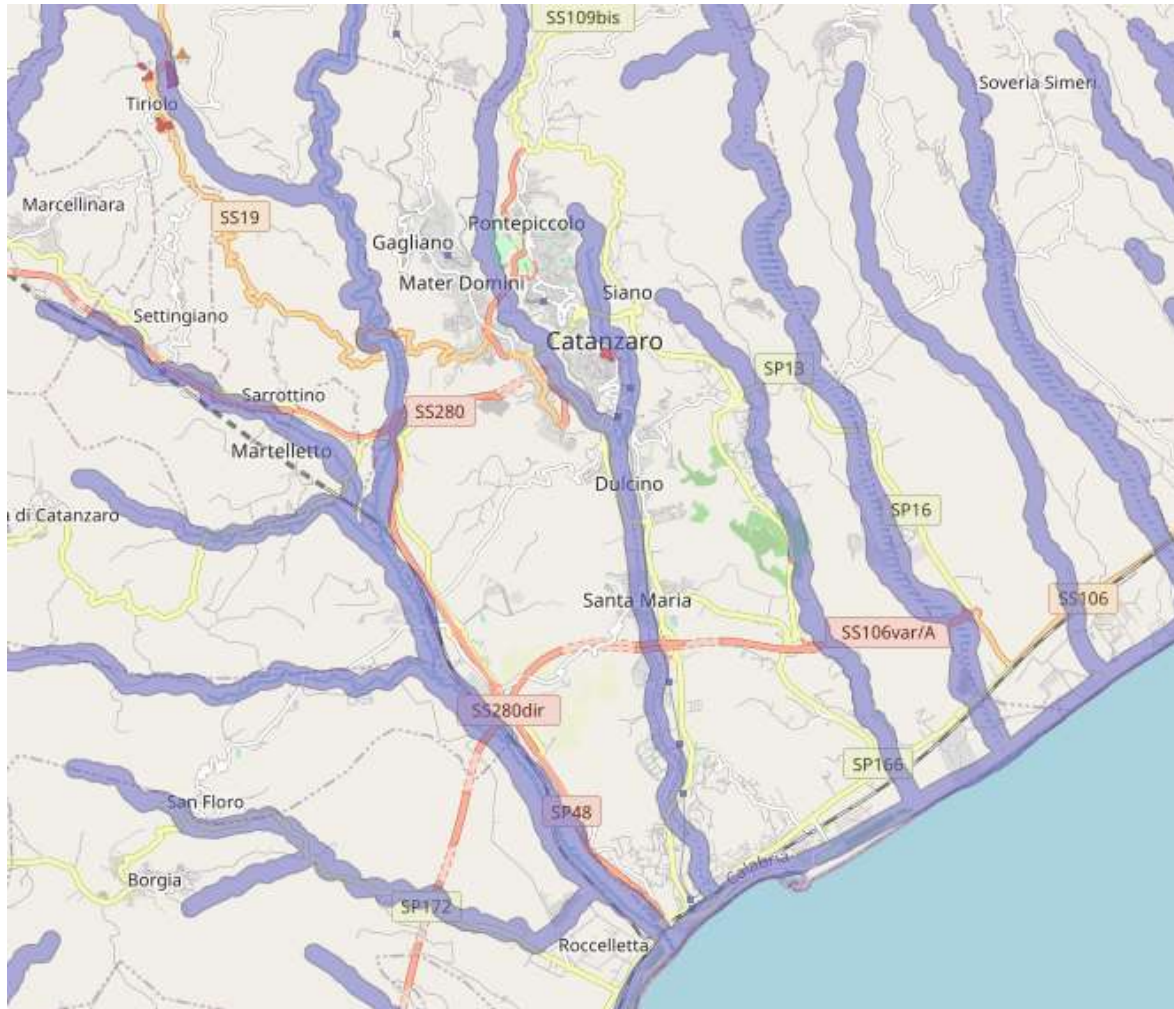 SS109bis
Soveria Simeri
Tiriolo
Marcellinara
SS19
Pontepiccolo
Gagliano
Mater Domini
Siano
Settingiano
Catanzaro
SP13
Sarrottino
SS280
Martelletto
Dulcino
a di Catanzaro
SP16
Santa Maria
SS106
SS106var/A
SS280dir
SP166
San Floro
SP48
Calabria
Borgia
SP172
Roccelletta